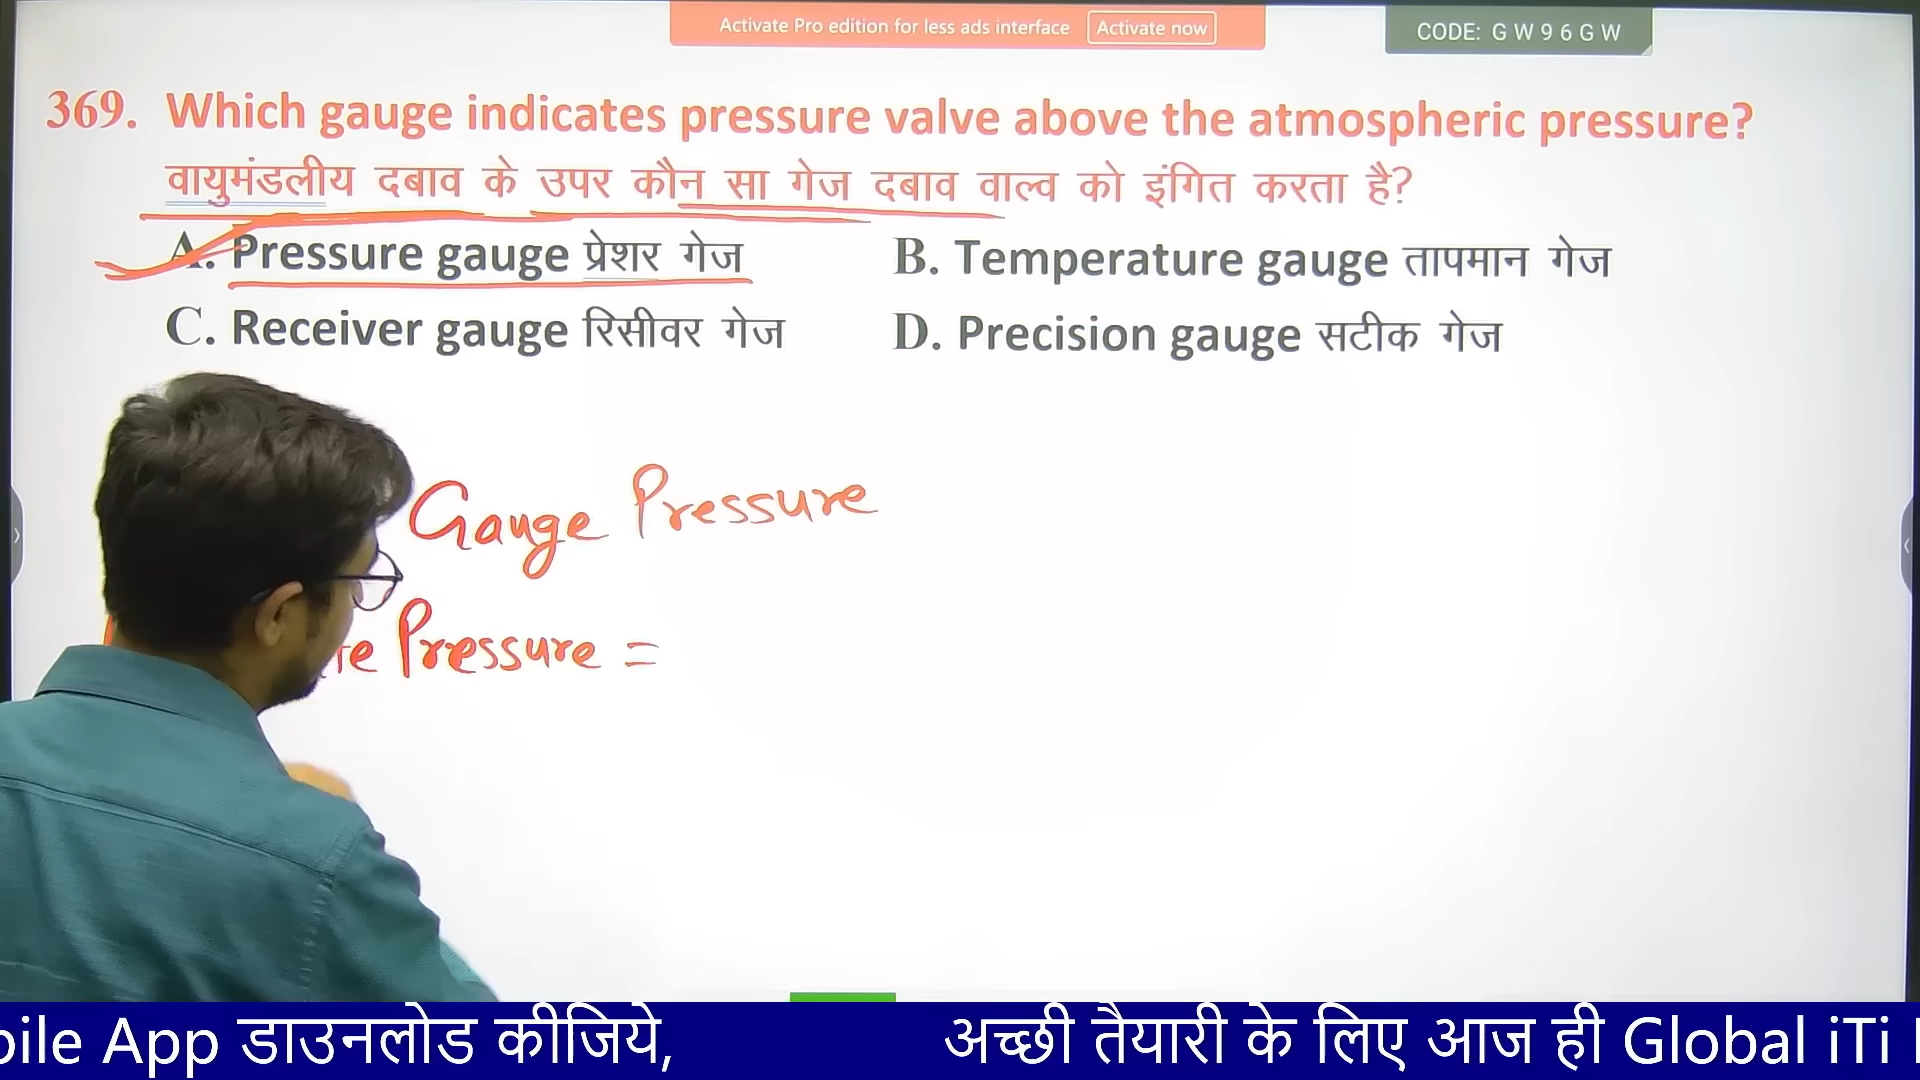 Activate Pro edition for less ads interface Activate now
CODE: G W 9 6 G W
369. Which gauge indicates pressure valve above the atmospheric pressure?
वायुमंडलीय दबाव के उपर कौन सा गेज दबाव वाल्व को इंगित करता है?
A. Pressure gauge प्रेशर गेज
B. Temperature gauge तापमान गेज
C. Receiver gauge रिसीवर गेज
D. Precision gauge सटीक गेज
Gauge Pressure
Pressure =
App डाउनलोड कीजिये, अच्छी तैयारी के लिए आज ही Global iTi